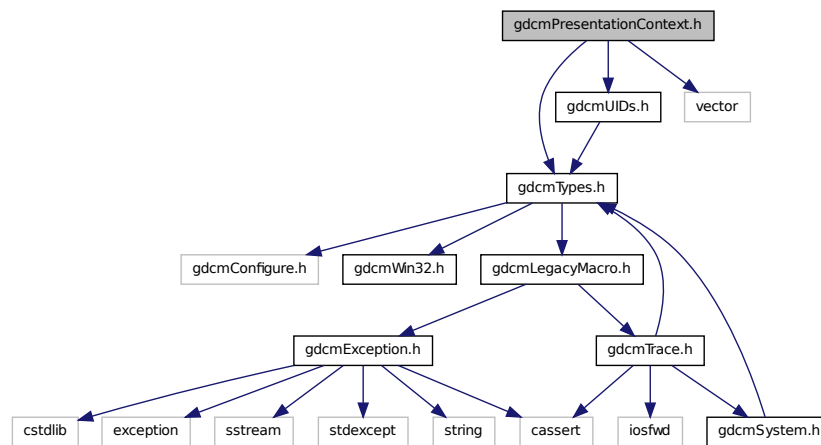 gdcmPresentationContext.h
gdcmUIDs.h
vector
gdcmTypes.h
gdcmConfigure.h
gdcmWin32.h
gdcmLegacyMacro.h
gdcmException.h
gdcmTrace.h
cstdlib
exception
sstream
stdexcept
string
cassert
iosfwd
gdcmSystem.h